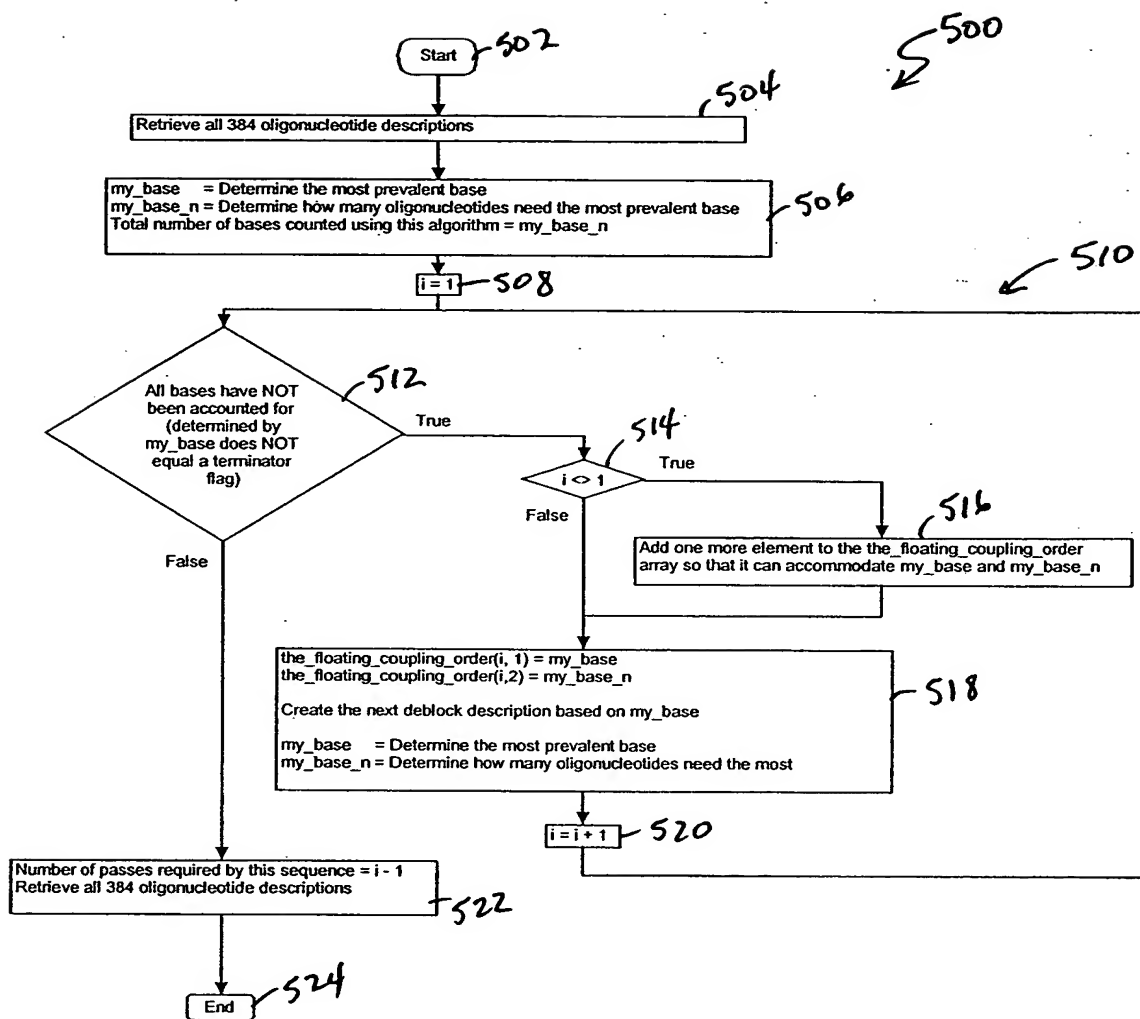 Start
502
500
504
Retrieve all 384 oligonucleotide descriptions
my_base = Determine the most prevalent base
my_base_n = Determine how many oligonucleotides need the most prevalent base
Total number of bases counted using this algorithm = my_base_n
506
i = 1
508
510
All bases have NOT
been accounted for
(determined by
my_base does NOT
equal a terminator
flag)
512
True
514
i <> 1
True
False
516
Add one more element to the the_floating_coupling_order
array so that it can accommodate my_base and my_base_n
False
the_floating_coupling_order(i, 1) = my_base
the_floating_coupling_order(i,2) = my_base_n
Create the next deblock description based on my_base
my_base = Determine the most prevalent base
my_base_n = Determine how many oligonucleotides need the most
518
i = i + 1
520
Number of passes required by this sequence = i - 1
Retrieve all 384 oligonucleotide descriptions
522
End
524